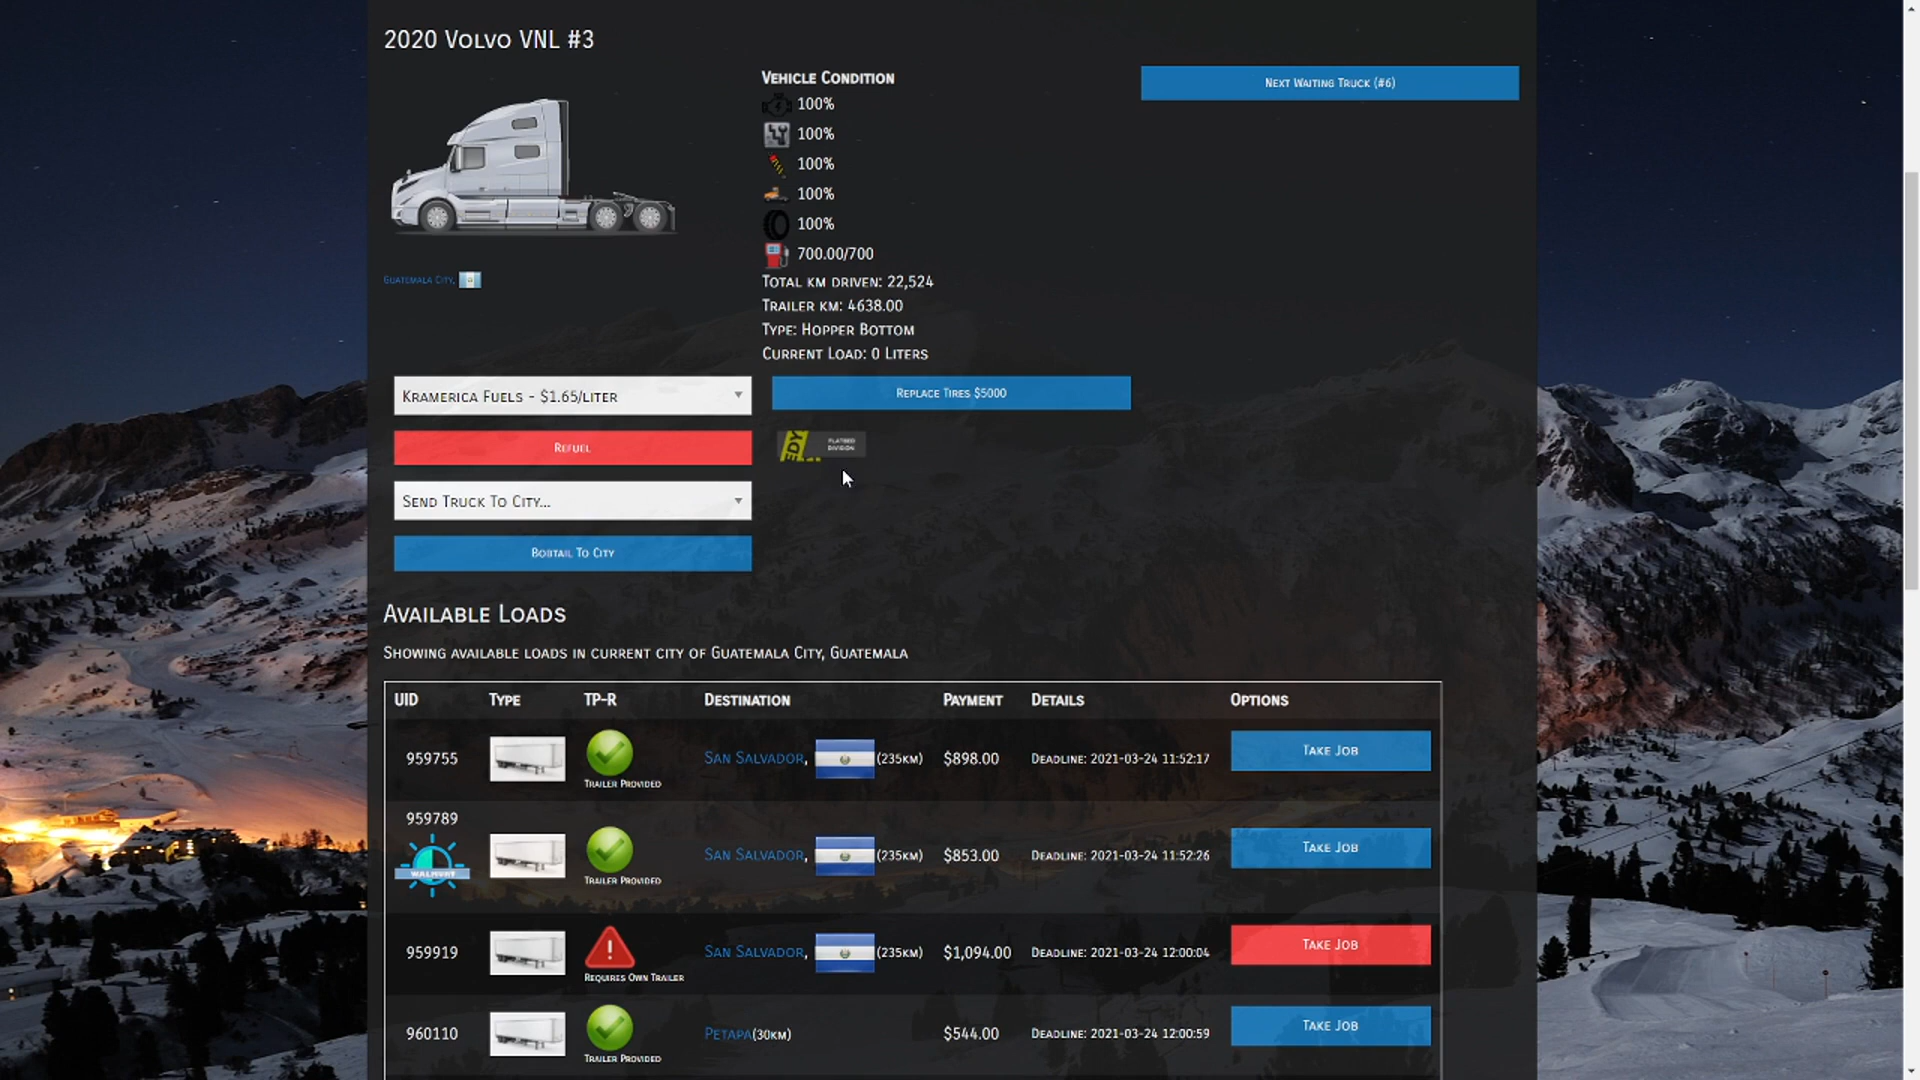 2020 Volvo VNL #3
Vehicle Condition
Next Waiting Truck (#6)
100%
100%
100%
100%
100%
700.00/700
Guatemala City,
Total km driven: 22,524
Trailer km: 4638.00
Type: Hopper Bottom
Current Load: 0 Liters
Kramerica Fuels - $1.65/liter
Replace Tires $5000
Refuel
EDY
Flatbed
Division
Send Truck To City...
Bobtail To City
Available Loads
Showing available loads in current city of Guatemala City, Guatemala
UID Type TP-R Destination Payment Details Options
959755 Trailer Provided San Salvador, (235km) $898.00 Deadline: 2021-03-24 11:52:17 Take Job
959789 Walmurt Trailer Provided San Salvador, (235km) $853.00 Deadline: 2021-03-24 11:52:26 Take Job
959919 Requires Own Trailer San Salvador, (235km) $1,094.00 Deadline: 2021-03-24 12:00:04 Take Job
960110 Trailer Provided Petapa(30km) $544.00 Deadline: 2021-03-24 12:00:59 Take Job